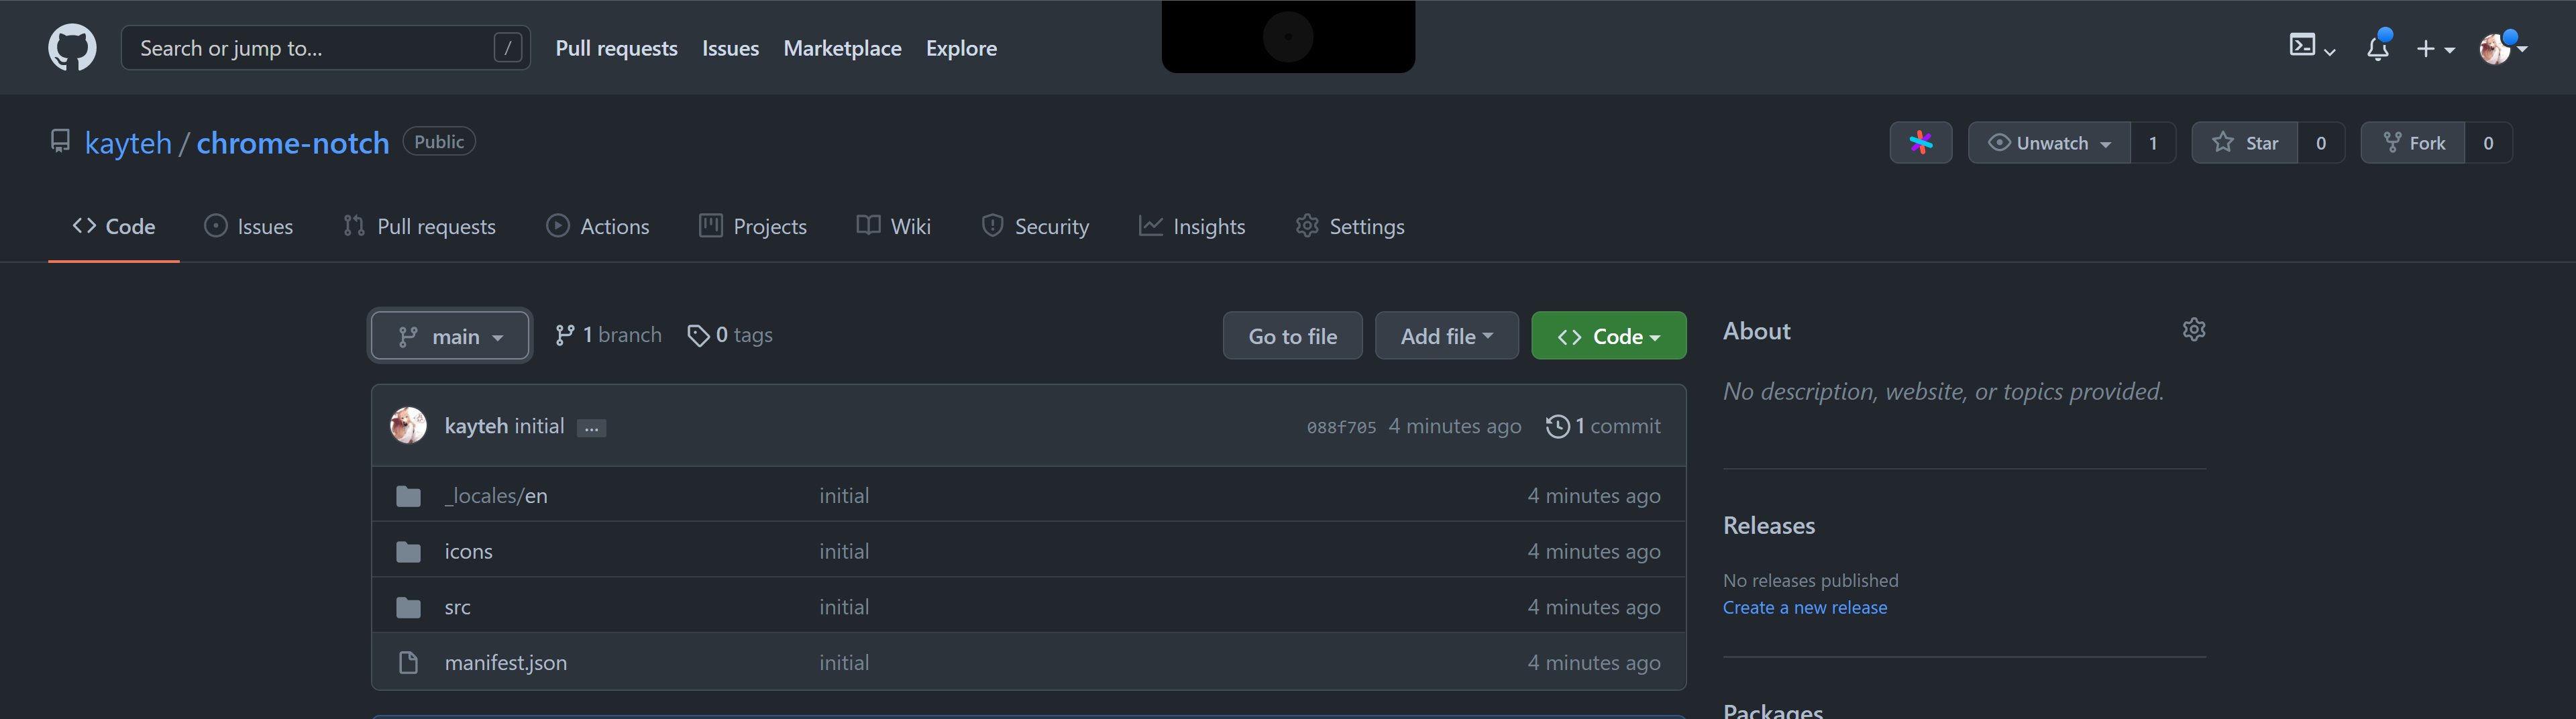 Search or jump to... / Pull requests Issues Marketplace Explore
kayteh / chrome-notch Public Unwatch 1 Star 0 Fork 0
Code Issues Pull requests Actions Projects Wiki Security Insights Settings
main 1 branch 0 tags Go to file Add file Code About
No description, website, or topics provided.
kayteh initial ... 088f705 4 minutes ago 1 commit
_locales/en initial 4 minutes ago
icons initial 4 minutes ago
src initial 4 minutes ago
manifest.json initial 4 minutes ago
Releases
No releases published
Create a new release
Packages